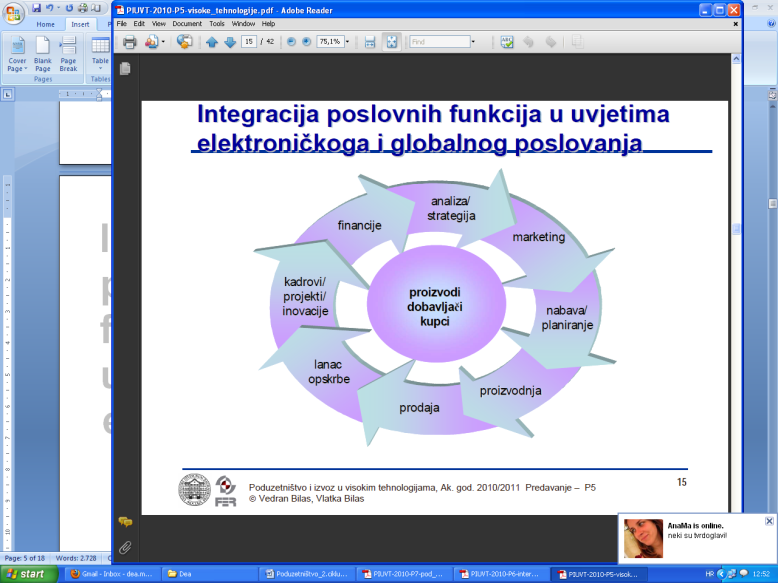 PIUVT-2010-P5-visoke_tehnologije.pdf - Adobe Reader
Home Insert
File Edit View Document Tools Window Help
15 / 42 75,1% Find
Cover Page
Blank Page
Page Break
Table
Pages
Tables
Integracija poslovnih funkcija u uvjetima
elektroničkoga i globalnog poslovanja
analiza/
strategija
marketing
nabava/
planiranje
proizvodnja
prodaja
lanac
opskrbe
kadrovi/
projekti/
inovacije
financije
proizvodi
dobavljači
kupci
FER
Poduzetništvo i izvoz u visokim tehnologijama, Ak. god. 2010/2011 Predavanje – P5
© Vedran Bilas, Vlatka Bilas
15
AnaMa is online.
neki su tvrdoglavi!
Page: 5 of 18 Words: 2.728
start
Gmail - Inbox - dea.m...
Dea
Poduzetništvo_2.ciklu...
PIUVT-2010-P7-pod_...
PIUVT-2010-P6-inter...
PIUVT-2010-P5-visok...
HR
12:52